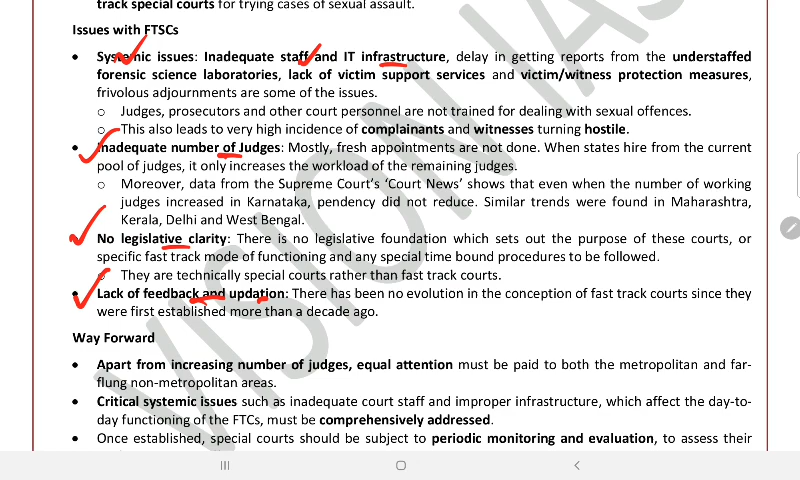 track special courts for trying cases of sexual assault.
Issues with FTSCs
• Systemic issues: Inadequate staff and IT infrastructure, delay in getting reports from the understaffed
forensic science laboratories, lack of victim support services and victim/witness protection measures,
frivolous adjournments are some of the issues.
o Judges, prosecutors and other court personnel are not trained for dealing with sexual offences.
o This also leads to very high incidence of complainants and witnesses turning hostile.
• Inadequate number of Judges: Mostly, fresh appointments are not done. When states hire from the current
pool of judges, it only increases the workload of the remaining judges.
o Moreover, data from the Supreme Court's 'Court News' shows that even when the number of working
judges increased in Karnataka, pendency did not reduce. Similar trends were found in Maharashtra,
Kerala, Delhi and West Bengal.
• No legislative clarity: There is no legislative foundation which sets out the purpose of these courts, or
specific fast track mode of functioning and any special time bound procedures to be followed.
o They are technically special courts rather than fast track courts.
• Lack of feedback and updation: There has been no evolution in the conception of fast track courts since they
were first established more than a decade ago.
Way Forward
• Apart from increasing number of judges, equal attention must be paid to both the metropolitan and far-
flung non-metropolitan areas.
• Critical systemic issues such as inadequate court staff and improper infrastructure, which affect the day-to-
day functioning of the FTCs, must be comprehensively addressed.
• Once established, special courts should be subject to periodic monitoring and evaluation, to assess their
VISION IAS